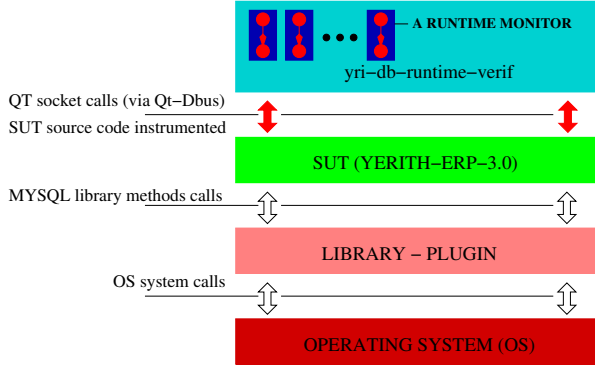 A RUNTIME MONITOR
yri−db−runtime−verif
QT socket calls (via Qt−Dbus)
SUT source code instrumented
SUT (YERITH−ERP−3.0)
MYSQL library methods calls
LIBRARY − PLUGIN
OS system calls
OPERATING SYSTEM (OS)